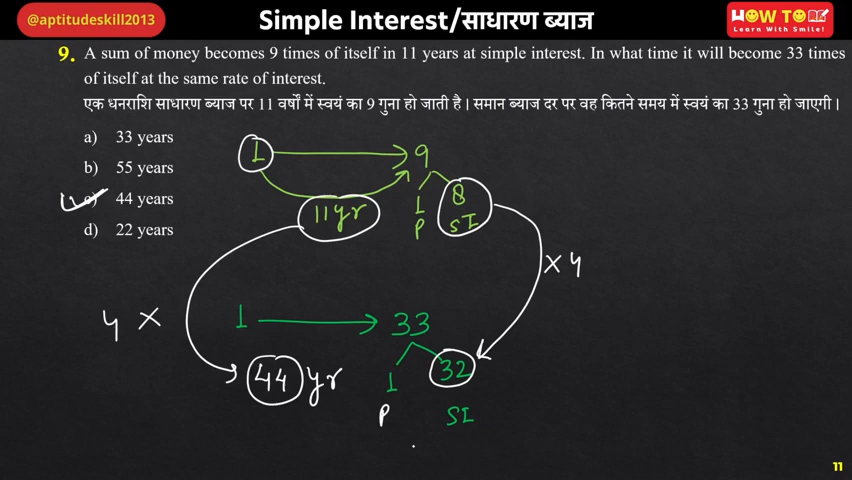 @aptitudeskill2013
Simple Interest/साधारण ब्याज
HOW TO
Learn With Smile!
9. A sum of money becomes 9 times of itself in 11 years at simple interest. In what time it will become 33 times
of itself at the same rate of interest.
एक धनराशि साधारण ब्याज पर 11 वर्षों में स्वयं का 9 गुना हो जाती है। समान ब्याज दर पर वह कितने समय में स्वयं का 33 गुना हो जाएगी।
a) 33 years
b) 55 years
c) 44 years
d) 22 years
1 9
11yr 1 8
P SI
× 4
4 ×
1 33
44 yr 1 32
P SI
11